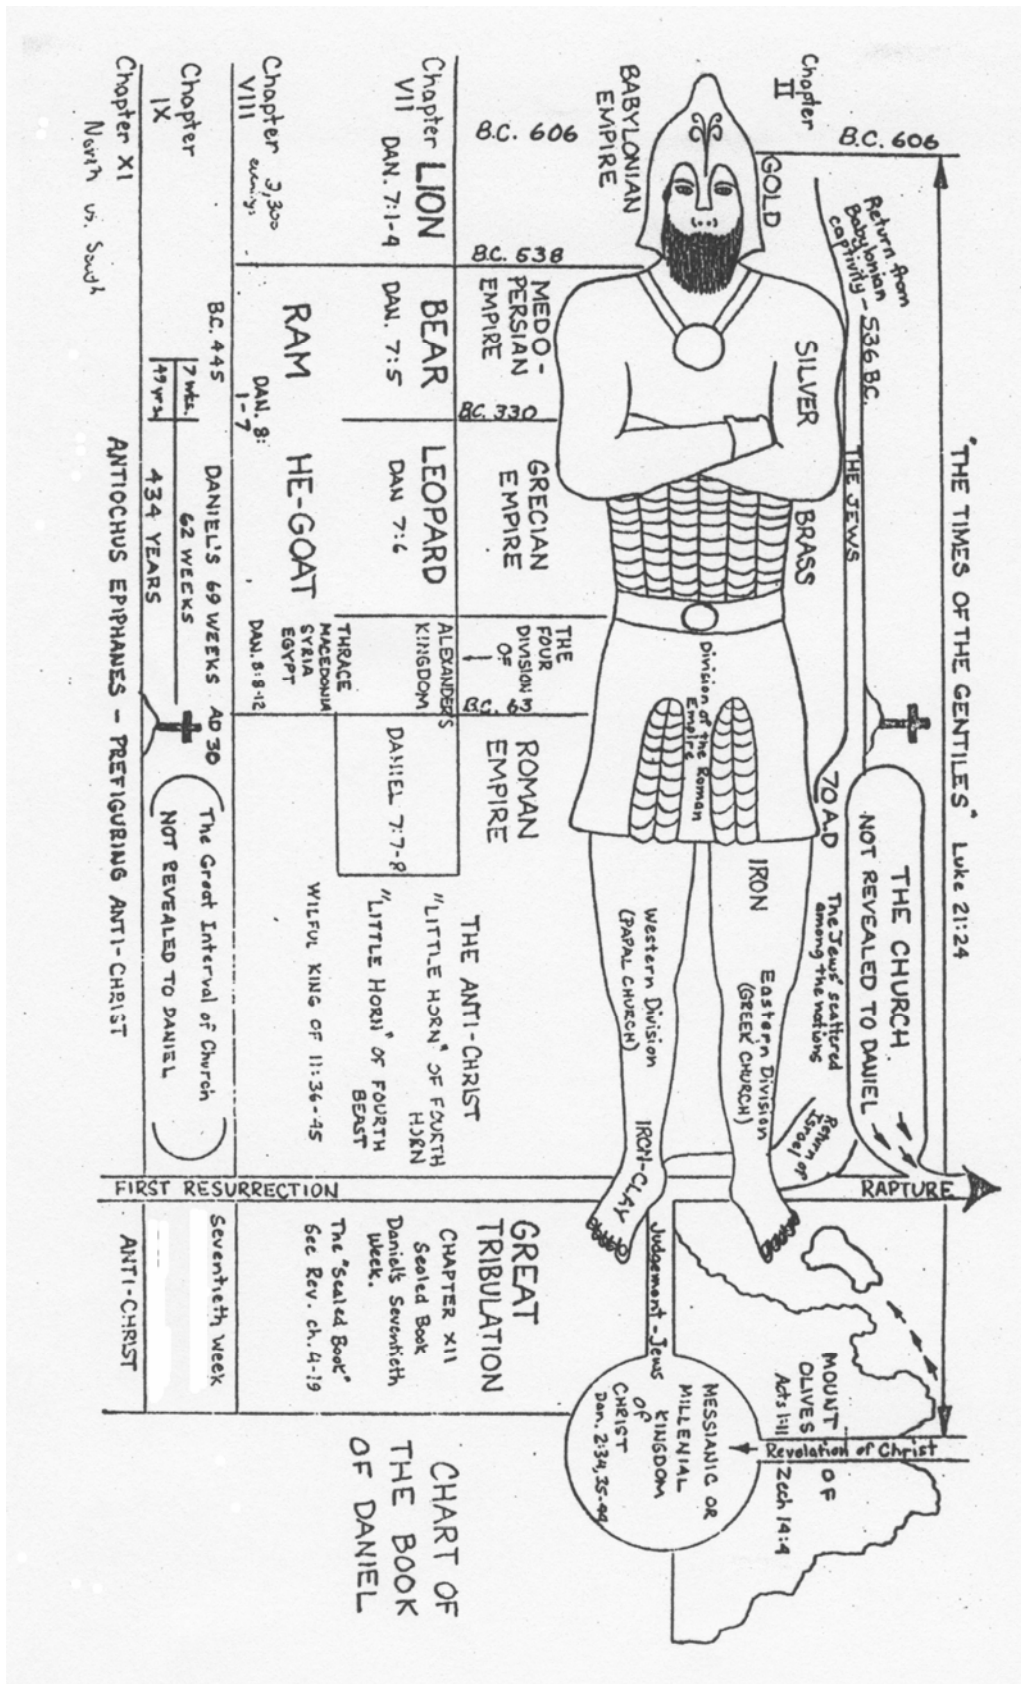 "THE TIMES OF THE GENTILES" Luke 21:24
B.C. 606
Return from
Babylonian
captivity - 536 B.C.
THE JEWS
70 A.D
The Jews' scattered
among the nations
THE CHURCH
NOT REVEALED TO DANIEL
Return of
Israel
RAPTURE
Chapter
II
GOLD
SILVER
BRASS
IRON
Eastern Division
(GREEK CHURCH)
Division of the Roman
Empire
Western Division
(PAPAL CHURCH)
IRON-CLAY
MOUNT OF
OLIVES
Acts 1:11 Zech 14:4
Revelation of Christ
Judgement - Jews
MESSIANIC OR
MILLENIAL
KINGDOM
OF
CHRIST
Dan. 2:34,35-44
BABYLONIAN
EMPIRE
B.C. 606
B.C. 538
MEDO-
PERSIAN
EMPIRE
B.C. 330
GRECIAN
EMPIRE
THE
FOUR
DIVISION
OF
ALEXANDER'S
KINGDOM
B.C. 63
ROMAN
EMPIRE
Chapter
VII
LION
DAN. 7:1-4
BEAR
DAN. 7:5
LEOPARD
DAN 7:6
DANIEL 7:7-8
THE ANTI-CHRIST
"LITTLE HORN" OF FOURTH
HORN
"LITTLE HORN" OF FOURTH
BEAST
WILFUL KING OF 11:36-45
GREAT
TRIBULATION
CHAPTER XII
Sealed Book
Daniel's Seventieth
Week.
The "Sealed Book"
See Rev. ch. 4-19
Chapter
VIII
RAM
DAN. 8:
1-7
HE-GOAT
THRACE
MACEDONIA
SYRIA
EGYPT
DAN. 8:8-12
FIRST RESURRECTION
Chapter
IX
B.C. 445
7 wks.
49 yrs
DANIEL'S 69 WEEKS AD 30
62 WEEKS
434 YEARS
The Great Interval of Church
NOT REVEALED TO DANIEL
Seventieth Week
Chapter XI
North vs. South
ANTIOCHUS EPIPHANES - PREFIGURING ANTI-CHRIST
ANTI-CHRIST
CHART OF
THE BOOK
OF DANIEL